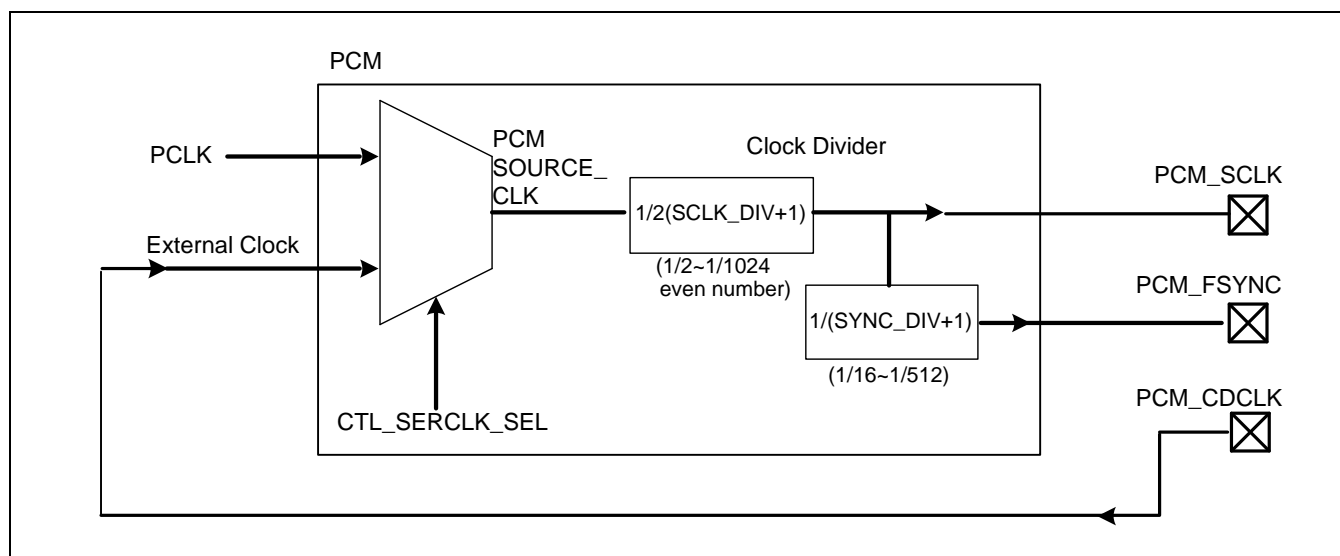 PCM
PCLK
External Clock
PCM
SOURCE_
CLK
CTL_SERCLK_SEL
Clock Divider
1/2(SCLK_DIV+1)
(1/2~1/1024
even number)
1/(SYNC_DIV+1)
(1/16~1/512)
PCM_SCLK
PCM_FSYNC
PCM_CDCLK